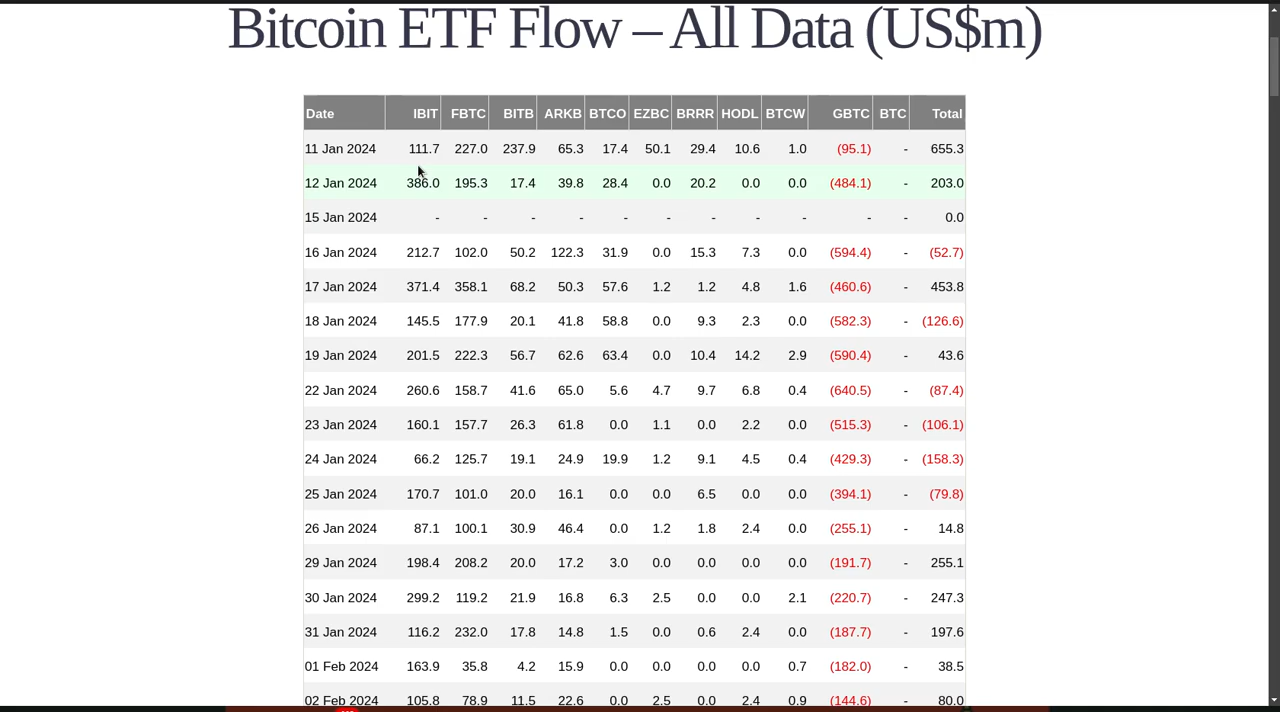 Bitcoin ETF Flow – All Data (US$m)
Date IBIT FBTC BITB ARKB BTCO EZBC BRRR HODL BTCW GBTC BTC Total
11 Jan 2024 111.7 227.0 237.9 65.3 17.4 50.1 29.4 10.6 1.0 (95.1) - 655.3
12 Jan 2024 386.0 195.3 17.4 39.8 28.4 0.0 20.2 0.0 0.0 (484.1) - 203.0
15 Jan 2024 - - - - - - - - - - - 0.0
16 Jan 2024 212.7 102.0 50.2 122.3 31.9 0.0 15.3 7.3 0.0 (594.4) - (52.7)
17 Jan 2024 371.4 358.1 68.2 50.3 57.6 1.2 1.2 4.8 1.6 (460.6) - 453.8
18 Jan 2024 145.5 177.9 20.1 41.8 58.8 0.0 9.3 2.3 0.0 (582.3) - (126.6)
19 Jan 2024 201.5 222.3 56.7 62.6 63.4 0.0 10.4 14.2 2.9 (590.4) - 43.6
22 Jan 2024 260.6 158.7 41.6 65.0 5.6 4.7 9.7 6.8 0.4 (640.5) - (87.4)
23 Jan 2024 160.1 157.7 26.3 61.8 0.0 1.1 0.0 2.2 0.0 (515.3) - (106.1)
24 Jan 2024 66.2 125.7 19.1 24.9 19.9 1.2 9.1 4.5 0.4 (429.3) - (158.3)
25 Jan 2024 170.7 101.0 20.0 16.1 0.0 0.0 6.5 0.0 0.0 (394.1) - (79.8)
26 Jan 2024 87.1 100.1 30.9 46.4 0.0 1.2 1.8 2.4 0.0 (255.1) - 14.8
29 Jan 2024 198.4 208.2 20.0 17.2 3.0 0.0 0.0 0.0 0.0 (191.7) - 255.1
30 Jan 2024 299.2 119.2 21.9 16.8 6.3 2.5 0.0 0.0 2.1 (220.7) - 247.3
31 Jan 2024 116.2 232.0 17.8 14.8 1.5 0.0 0.6 2.4 0.0 (187.7) - 197.6
01 Feb 2024 163.9 35.8 4.2 15.9 0.0 0.0 0.0 0.0 0.7 (182.0) - 38.5
02 Feb 2024 105.8 78.9 11.5 22.6 0.0 2.5 0.0 2.4 0.9 (144.6) - 80.0